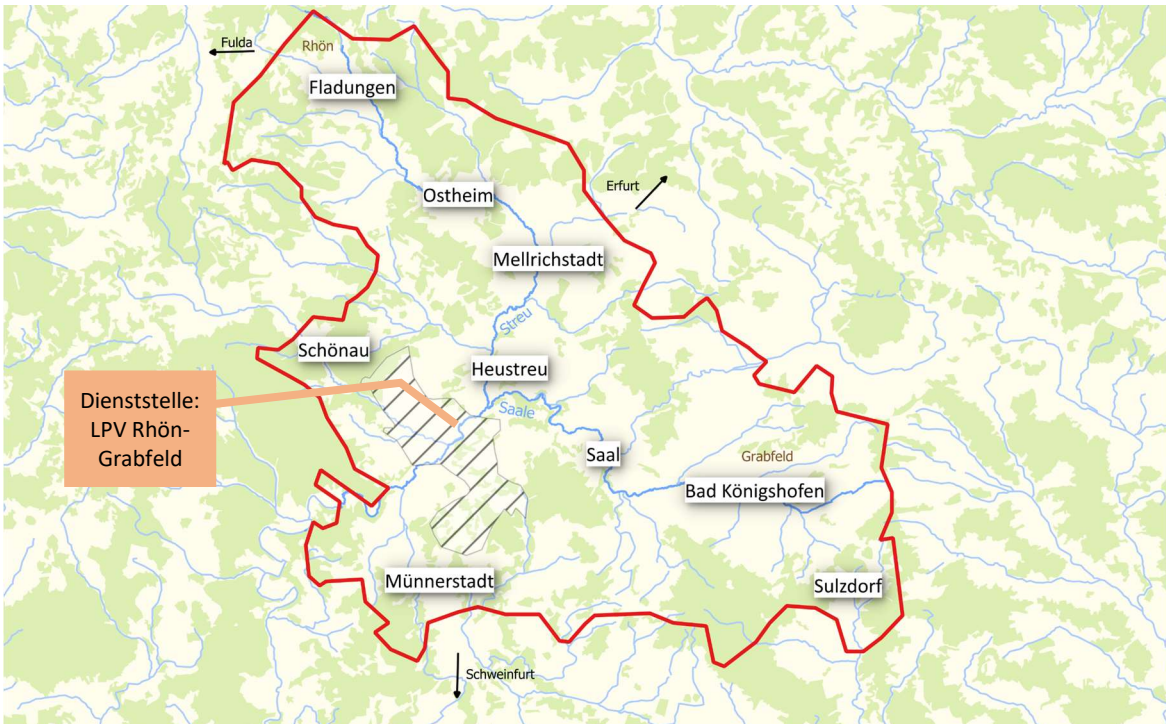 Fulda
Rhön
Fladungen
Ostheim
Erfurt
Mellrichstadt
Streu
Schönau
Heustreu
Dienststelle:
LPV Rhön-
Grabfeld
Saale
Saal
Grabfeld
Bad Königshofen
Münnerstadt
Sulzdorf
Schweinfurt